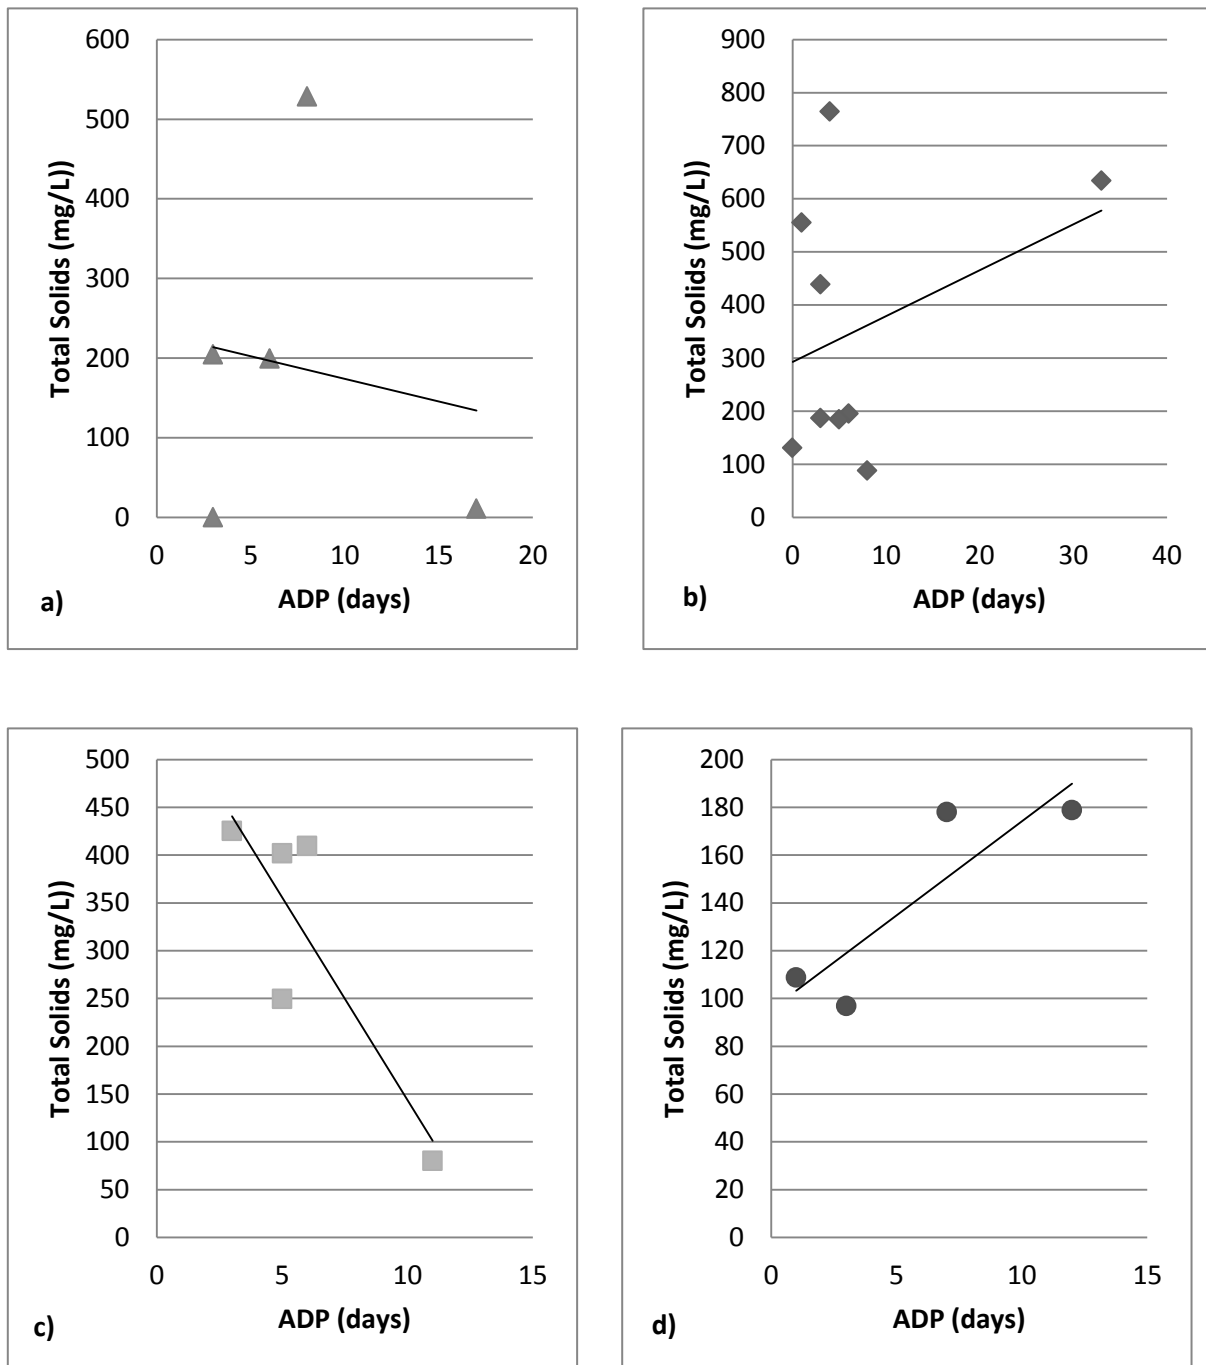 600
500
400
300
200
100
0
0 5 10 15 20
Total Solids (mg/L))
ADP (days)
a)
900
800
700
600
500
400
300
200
100
0
0 10 20 30 40
Total Solids (mg/L))
ADP (days)
b)
500
450
400
350
300
250
200
150
100
50
0
0 5 10 15
Total Solids (mg/L))
ADP (days)
c)
200
180
160
140
120
100
80
60
40
20
0
0 5 10 15
Total Solids (mg/L))
ADP (days)
d)